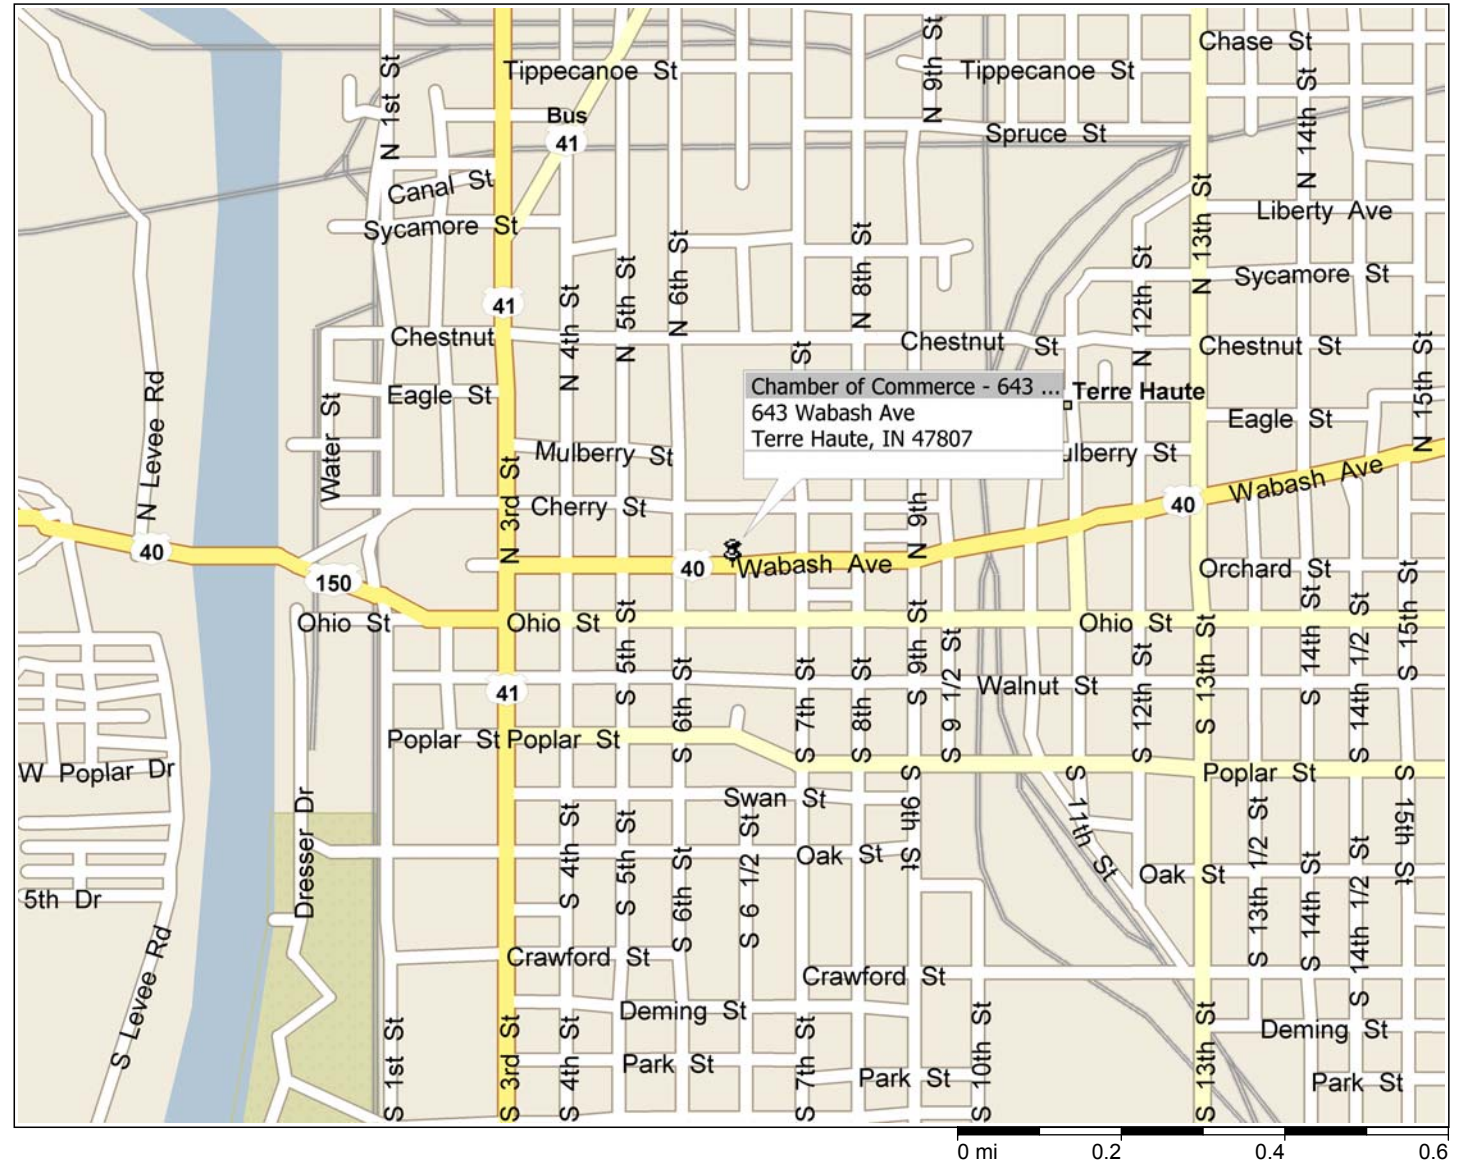 Chase St
Tippecanoe St
Tippecanoe St
N 1st St
N 9th St
N 14th St
Bus
41
Spruce St
Canal St
Sycamore St
Liberty Ave
N 13th St
N 6th St
N 8th St
N 5th St
N 4th St
N 12th St
Sycamore St
41
Chestnut
Chestnut St
Chestnut St
St
N 15th St
Chamber of Commerce - 643 ...
643 Wabash Ave
Terre Haute, IN 47807
Terre Haute
Eagle St
Eagle St
N Levee Rd
Water St
Mulberry St
ulberry St
N 3rd St
Cherry St
N 9th
40
Wabash Ave
40
150
40
Wabash Ave
Orchard St
Ohio St
Ohio St
Ohio St
S 5th St
S 9th St
S 9 1/2 St
S 13th St
S 14th St
S 14th 1/2 St
S 15th St
41
S 6th St
S 7th St
S 8th St
Walnut St
S 12th St
Poplar St
Poplar St
Poplar St
W Poplar Dr
Swan St
S 9th St
S 11th St
S 15th St
Dresser Dr
S 4th St
S 5th St
S 6th St
S 6 1/2 St
Oak St
Oak St
S 13th 1/2 St
S 14th St
S 14th 1/2 St
5th Dr
S Levee Rd
Crawford St
Crawford St
Deming St
Deming St
S 1st St
S 3rd St
S 4th St
Park St
S 7th St
Park St
S 10th St
S 13th St
Park St
0 mi 0.2 0.4 0.6